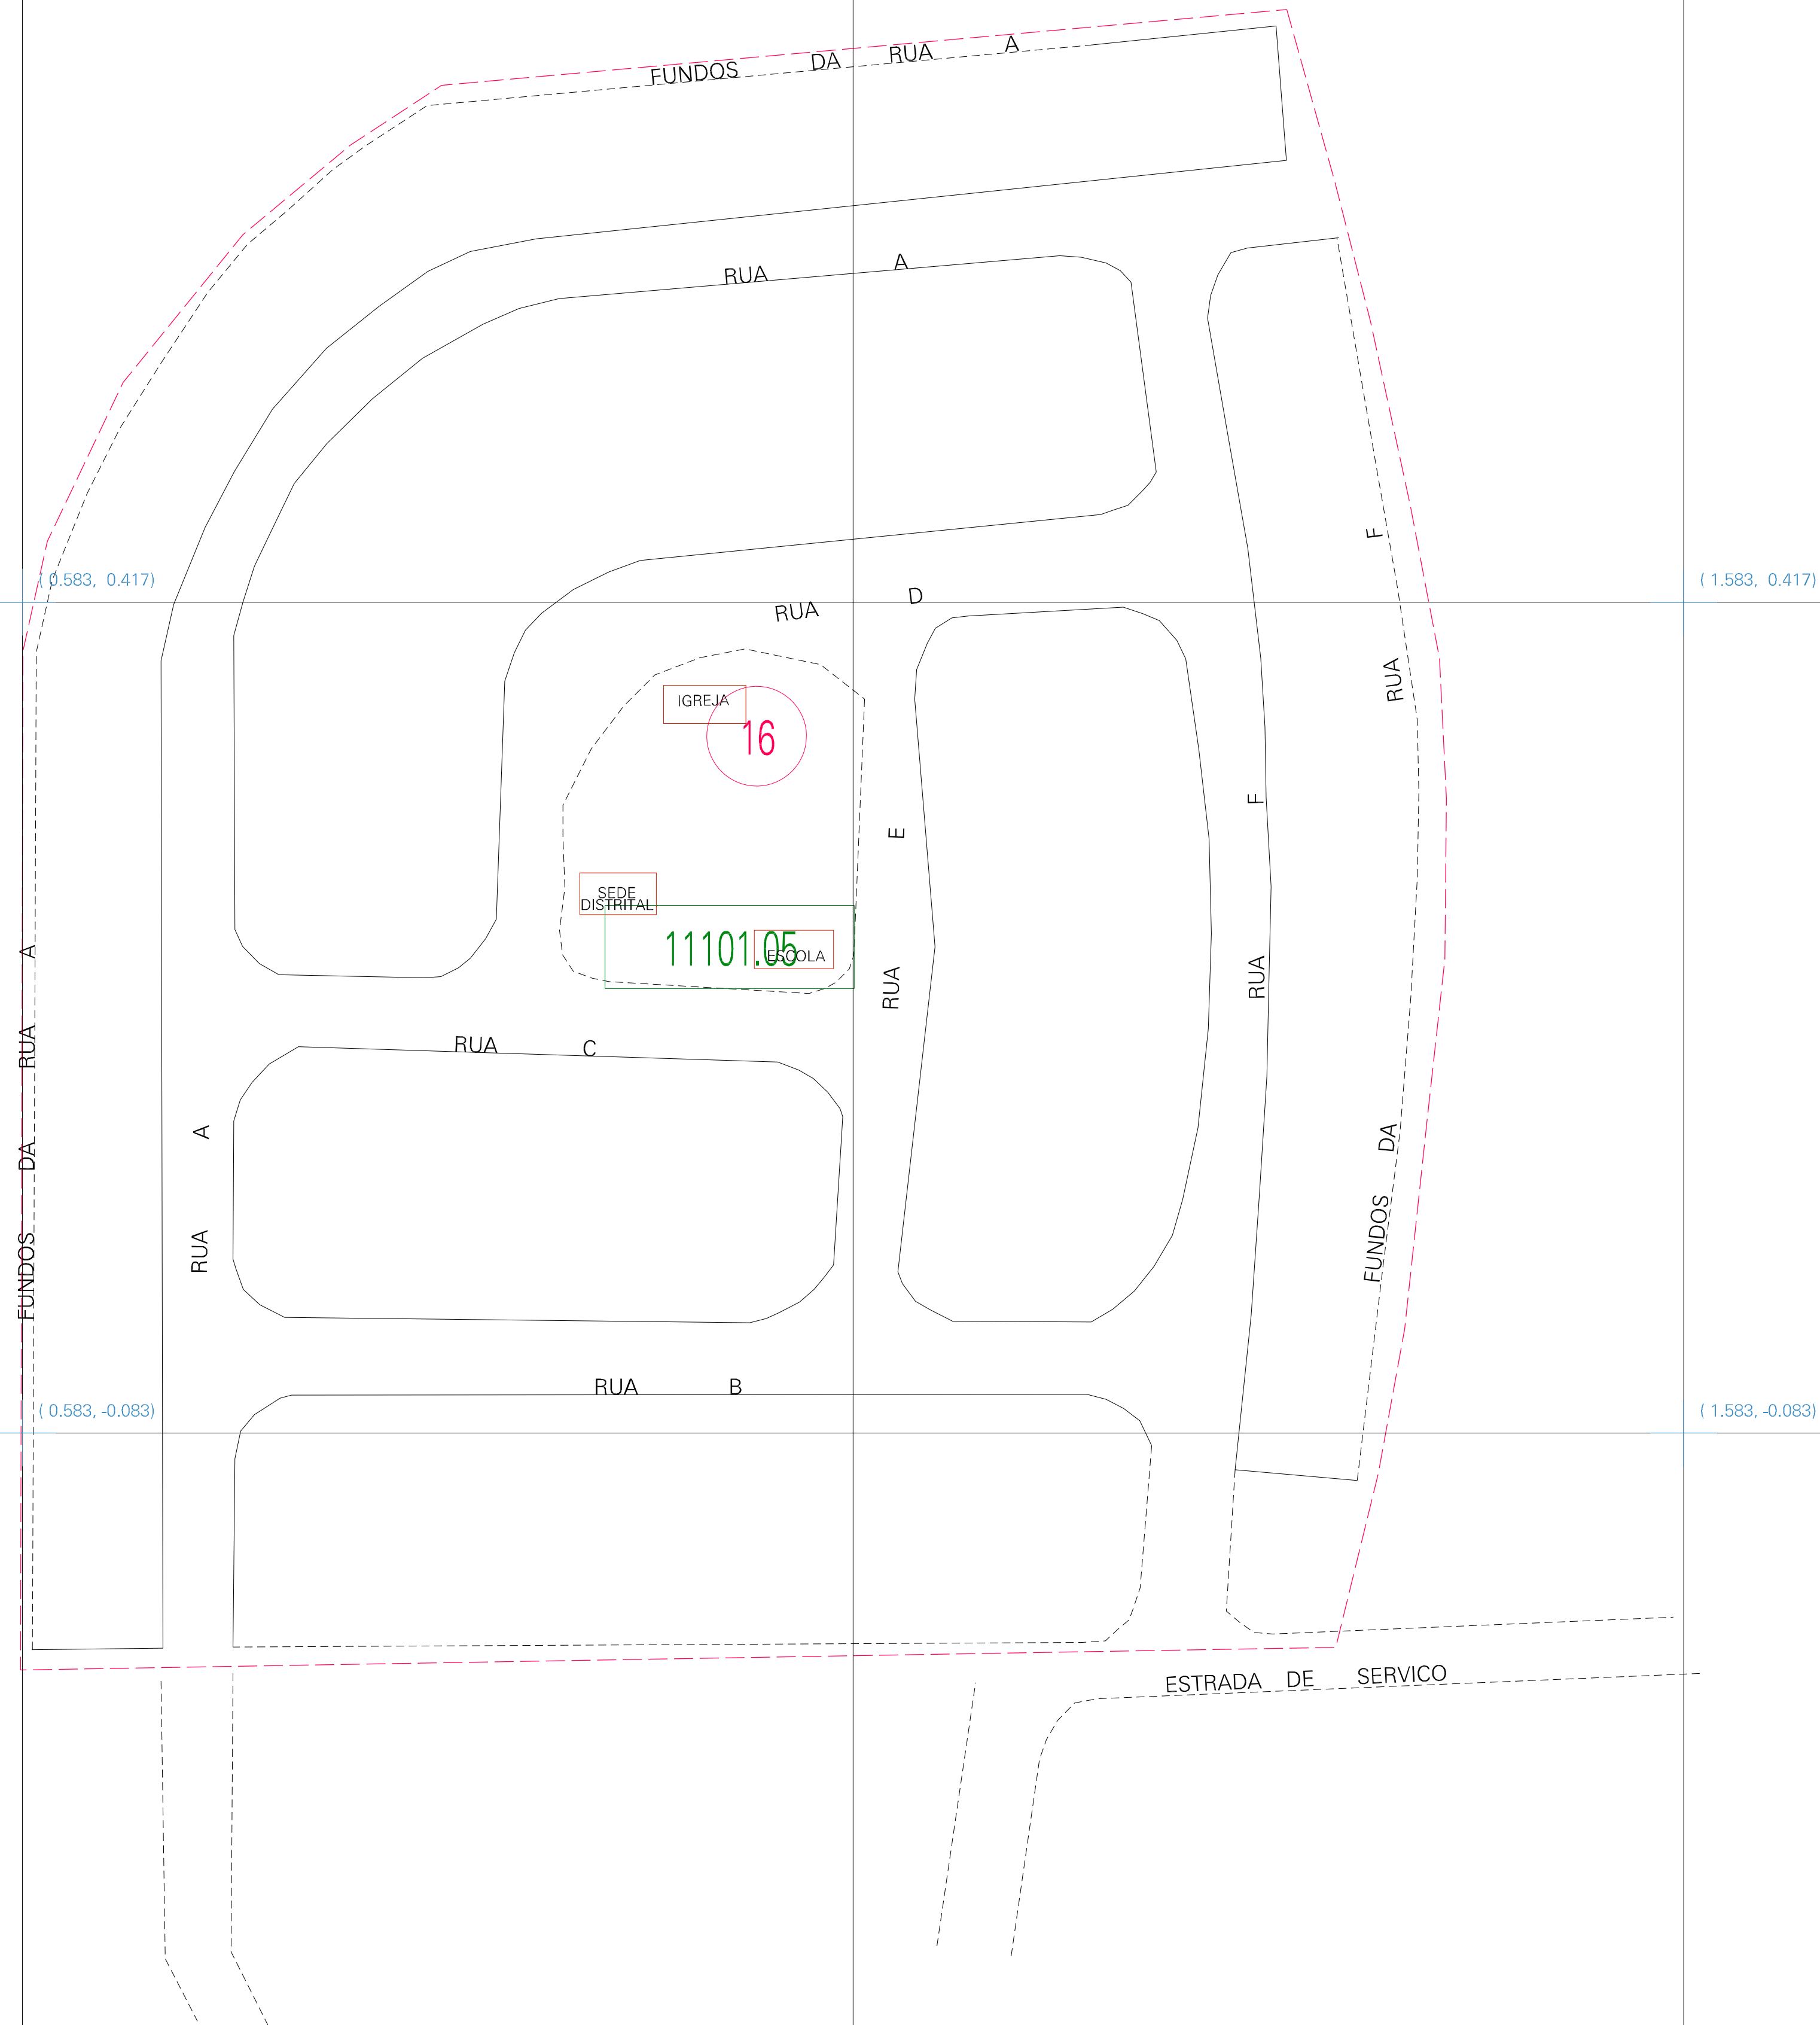 FUNDOS DA RUA A
RUA A
( 0.583, 0.417)
( 1.583, 0.417)
RUA D
FUNDOS DA RUA F
IGREJA
16
RUA E
RUA F
SEDE
DISTRITAL
11101.05
ESCOLA
FUNDOS DA RUA A
RUA C
RUA A
RUA B
( 0.583, -0.083)
( 1.583, -0.083)
ESTRADA DE SERVICO